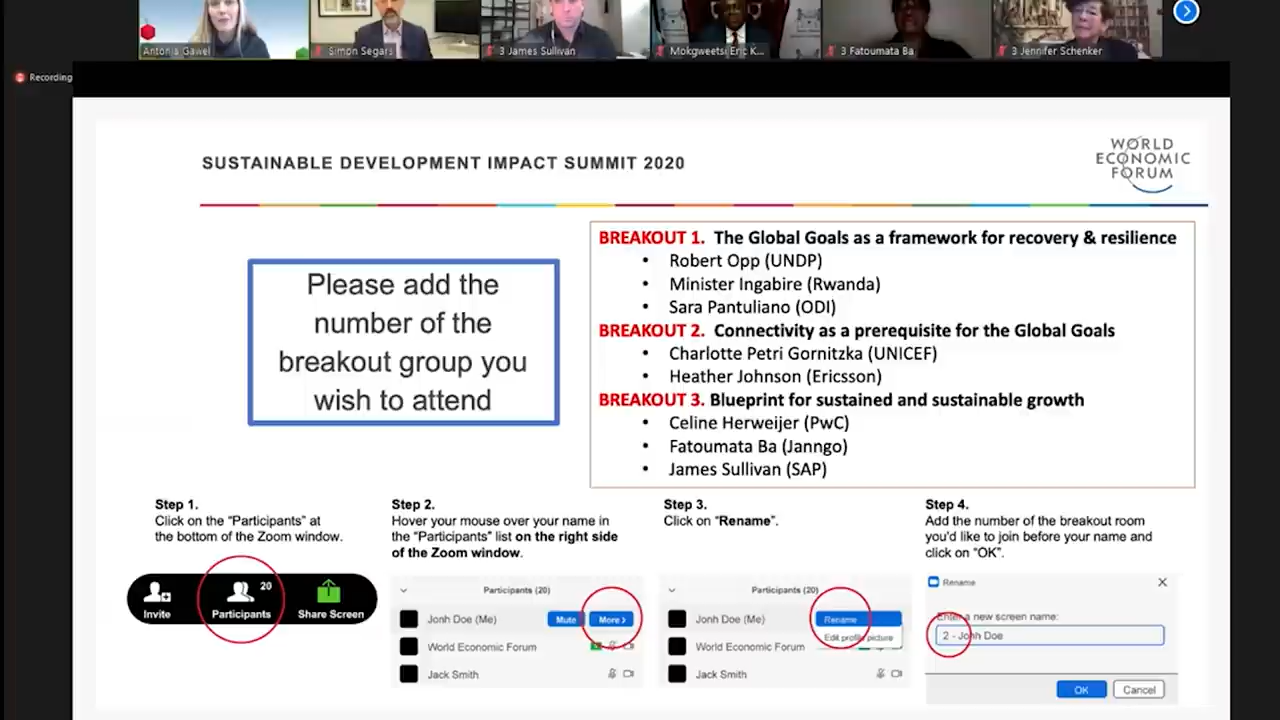 Antonia Gawel
Simon Segars
3 James Sullivan
Mokgweetsi Eric K...
3 Fatoumata Ba
3 Jennifer Schenker
Recording
SUSTAINABLE DEVELOPMENT IMPACT SUMMIT 2020
WORLD
ECONOMIC
FORUM
Please add the
number of the
breakout group you
wish to attend
BREAKOUT 1. The Global Goals as a framework for recovery & resilience
• Robert Opp (UNDP)
• Minister Ingabire (Rwanda)
• Sara Pantuliano (ODI)
BREAKOUT 2. Connectivity as a prerequisite for the Global Goals
• Charlotte Petri Gornitzka (UNICEF)
• Heather Johnson (Ericsson)
BREAKOUT 3. Blueprint for sustained and sustainable growth
• Celine Herweijer (PwC)
• Fatoumata Ba (Janngo)
• James Sullivan (SAP)
Step 1.
Click on the “Participants” at
the bottom of the Zoom window.
20
Invite
Participants
Share Screen
Step 2.
Hover your mouse over your name in
the “Participants” list on the right side
of the Zoom window.
Participants (20)
Jonh Doe (Me)
Mute
More >
World Economic Forum
Jack Smith
Step 3.
Click on “Rename”.
Participants (20)
Jonh Doe (Me)
Rename
Edit profile picture
World Economic Forum
Jack Smith
Step 4.
Add the number of the breakout room
you'd like to join before your name and
click on “OK”.
Rename
Enter a new screen name:
2 - Jonh Doe
OK
Cancel